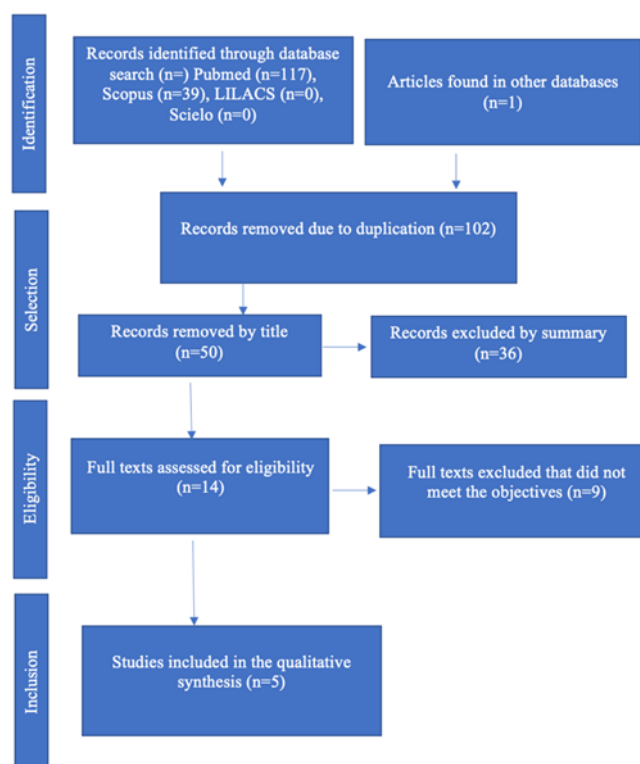 Identification
Records identified through database
search (n=) Pubmed (n=117),
Scopus (n=39), LILACS (n=0),
Scielo (n=0)
Articles found in other databases
(n=1)
Selection
Records removed due to duplication (n=102)
Records removed by title
(n=50)
Records excluded by summary
(n=36)
Eligibility
Full texts assessed for eligibility
(n=14)
Full texts excluded that did not
meet the objectives (n=9)
Inclusion
Studies included in the qualitative
synthesis (n=5)